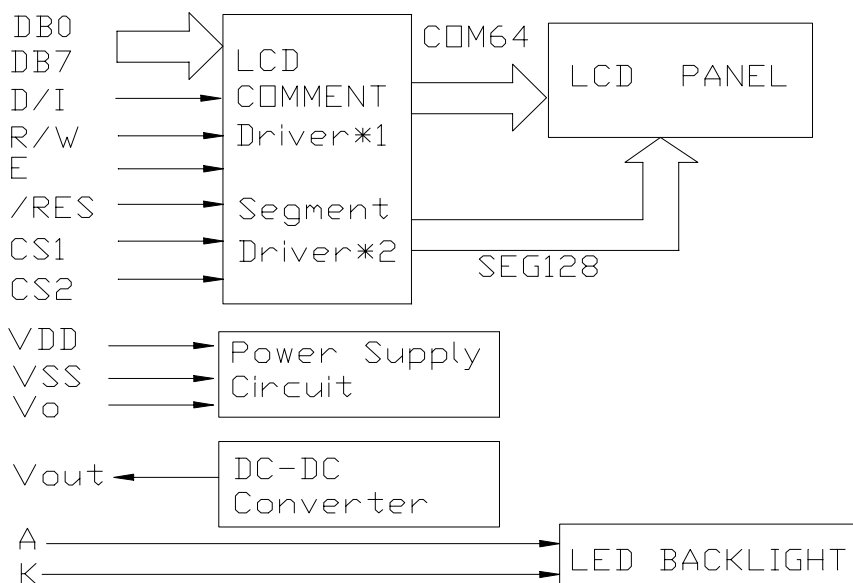 DB0
DB7
D/I
R/W
E
/RES
CS1
CS2
LCD
COMMENT
Driver*1
Segment
Driver*2
COM64
LCD PANEL
SEG128
VDD
VSS
Vo
Power Supply
Circuit
Vout
DC-DC
Converter
A
K
LED BACKLIGHT